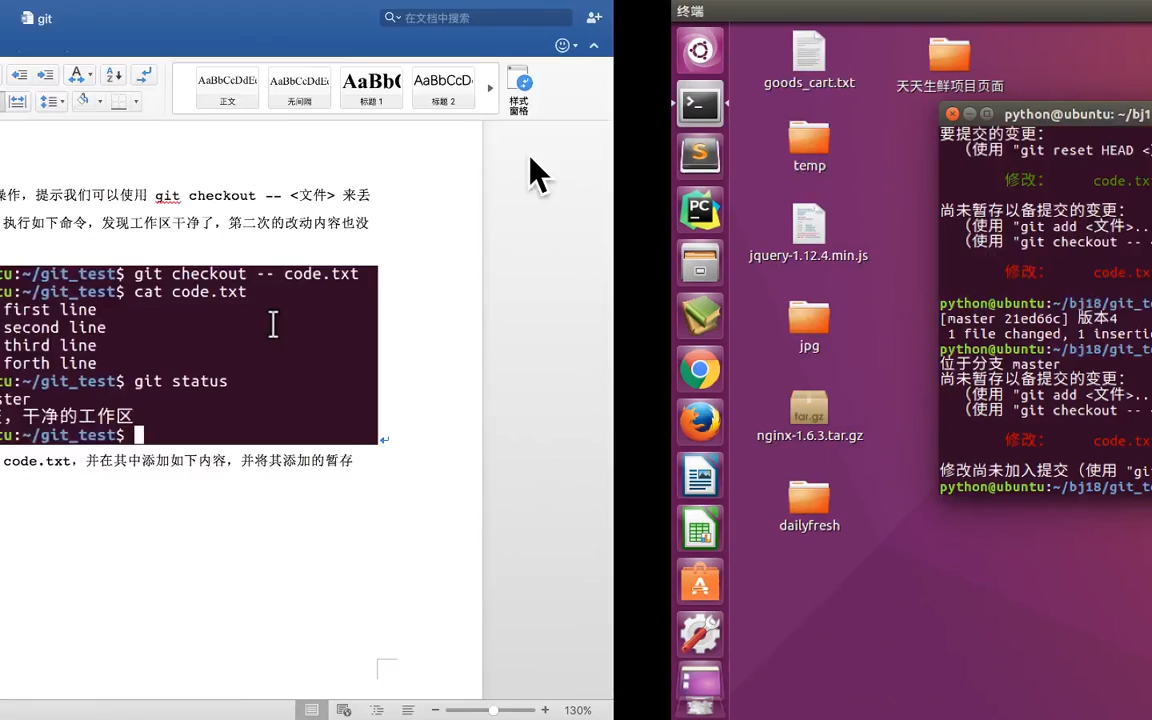 git
在文档中搜索
AaBbCcDdEe
正文
AaBbCcDdEe
无间隔
AaBb(
标题 1
AaBbCcD
标题 2
样式
窗格
操作，提示我们可以使用 git checkout -- <文件> 来丢
执行如下命令，发现工作区干净了，第二次的改动内容也没
tu:~/git_test$ git checkout -- code.txt
tu:~/git_test$ cat code.txt
first line
second line
third line
forth line
tu:~/git_test$ git status
ster
，干净的工作区
tu:~/git_test$
code.txt，并在其中添加如下内容，并将其添加的暂存
130%
终端
goods_cart.txt
天天生鲜项目页面
temp
jquery-1.12.4.min.js
jpg
tar.gz
nginx-1.6.3.tar.gz
dailyfresh
python@ubuntu: ~/bj1
要提交的变更：
（使用 "git reset HEAD <
修改： code.tx
尚未暂存以备提交的变更：
（使用 "git add <文件>..
（使用 "git checkout --
修改： code.tx
python@ubuntu:~/bj18/git_te
[master 21ed66c] 版本4
1 file changed, 1 inserti
python@ubuntu:~/bj18/git_te
位于分支 master
尚未暂存以备提交的变更：
（使用 "git add <文件>..
（使用 "git checkout --
修改： code.tx
修改尚未加入提交（使用 "gi
python@ubuntu:~/bj18/git_te